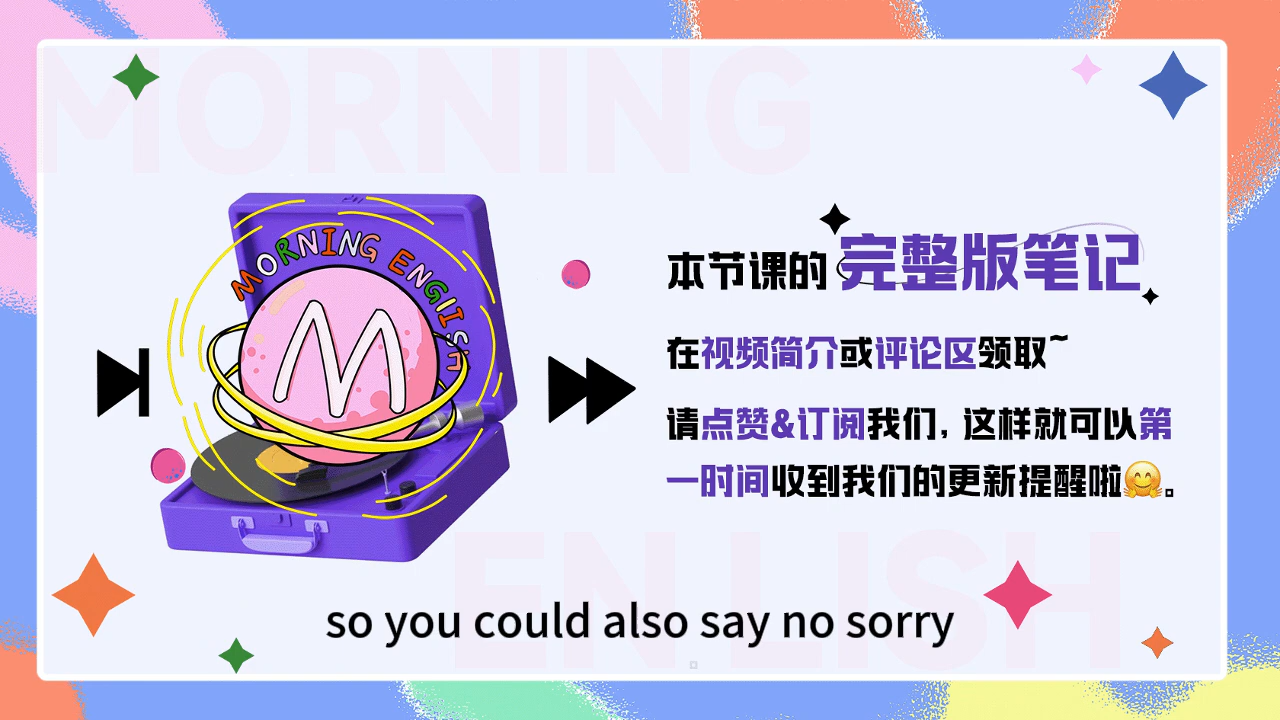 MORNING
MORNING ENGlISH
M
本节课的 完整版笔记
在视频简介或评论区领取~
请点赞&订阅我们, 这样就可以第
一时间收到我们的更新提醒啦🤗。
EN LISH
so you could also say no sorry